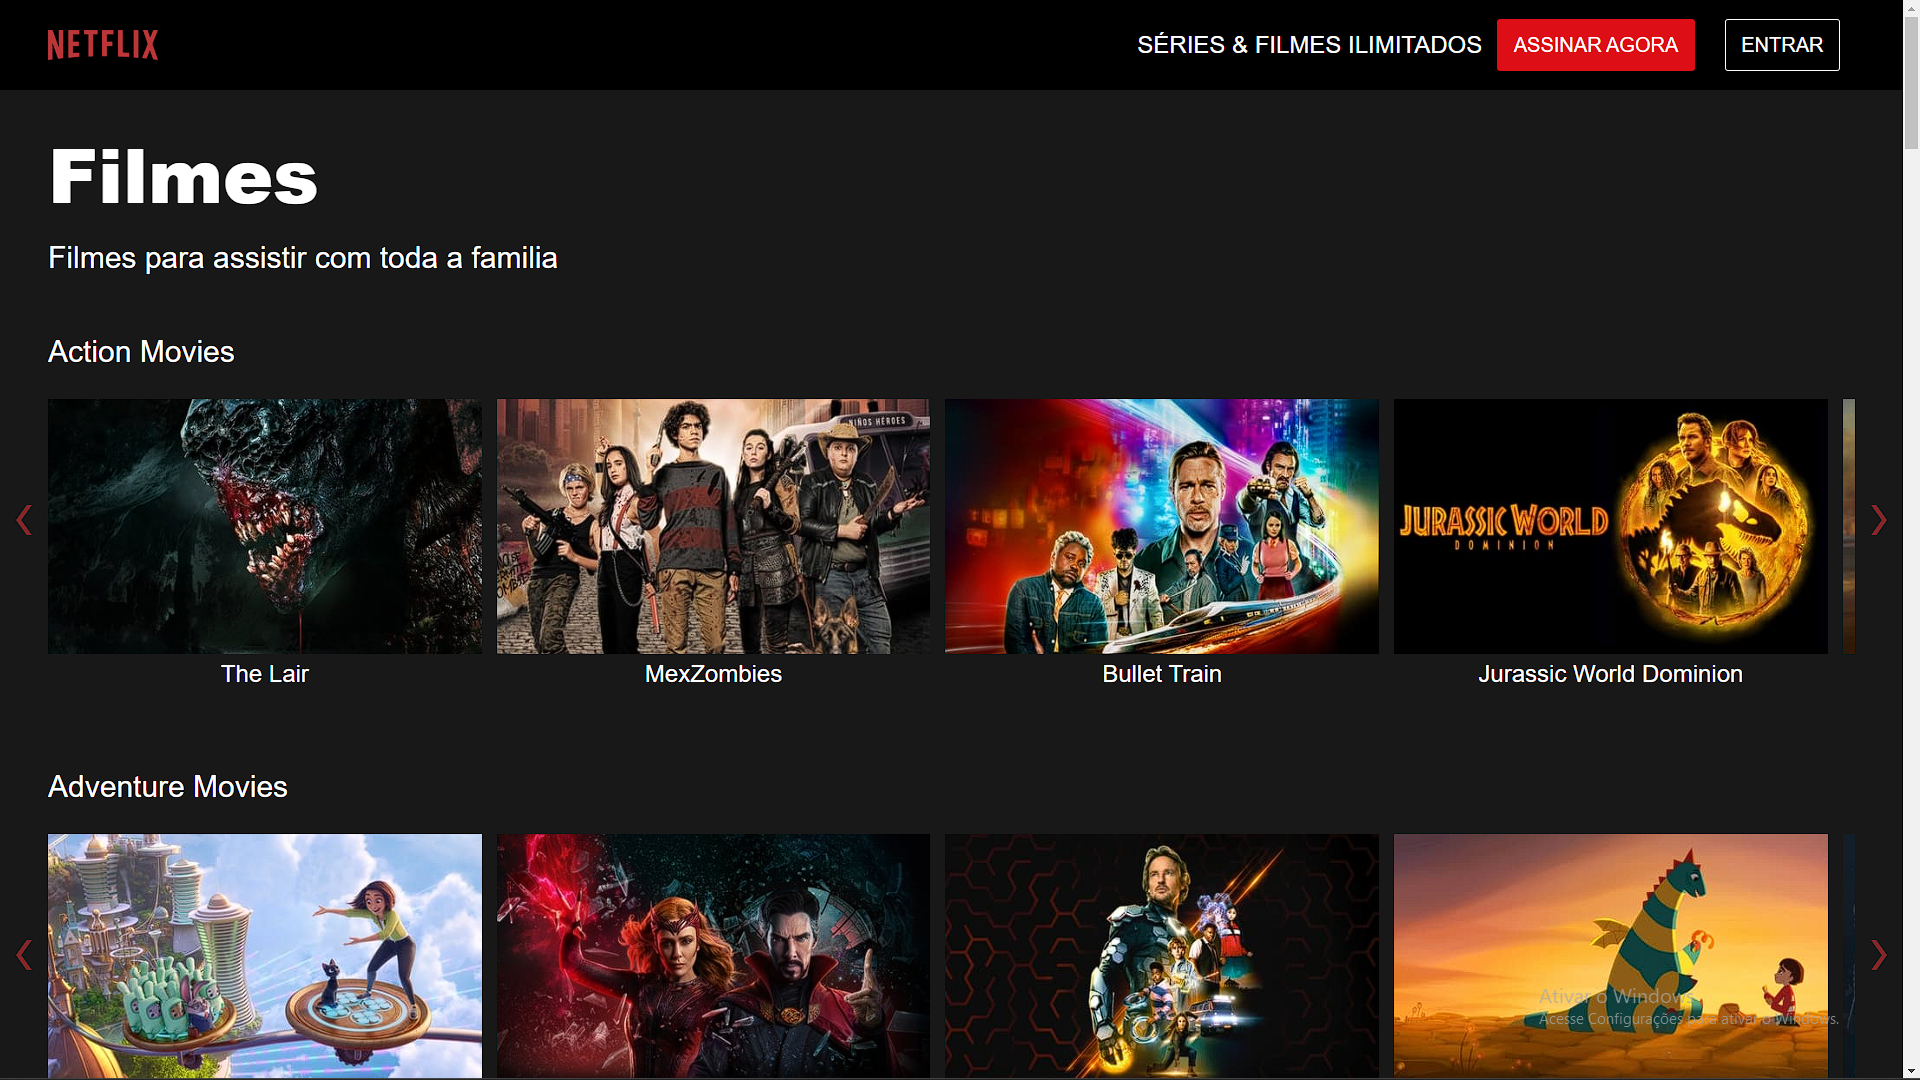 NETFLIX
SÉRIES & FILMES ILIMITADOS
ASSINAR AGORA
ENTRAR
Filmes
Filmes para assistir com toda a familia
Action Movies
NIÑOS HÉROES
JURASSIC WORLD
DOMINION
The Lair
MexZombies
Bullet Train
Jurassic World Dominion
Adventure Movies
Ativar o Windows
Acesse Configurações para ativar o Windows.